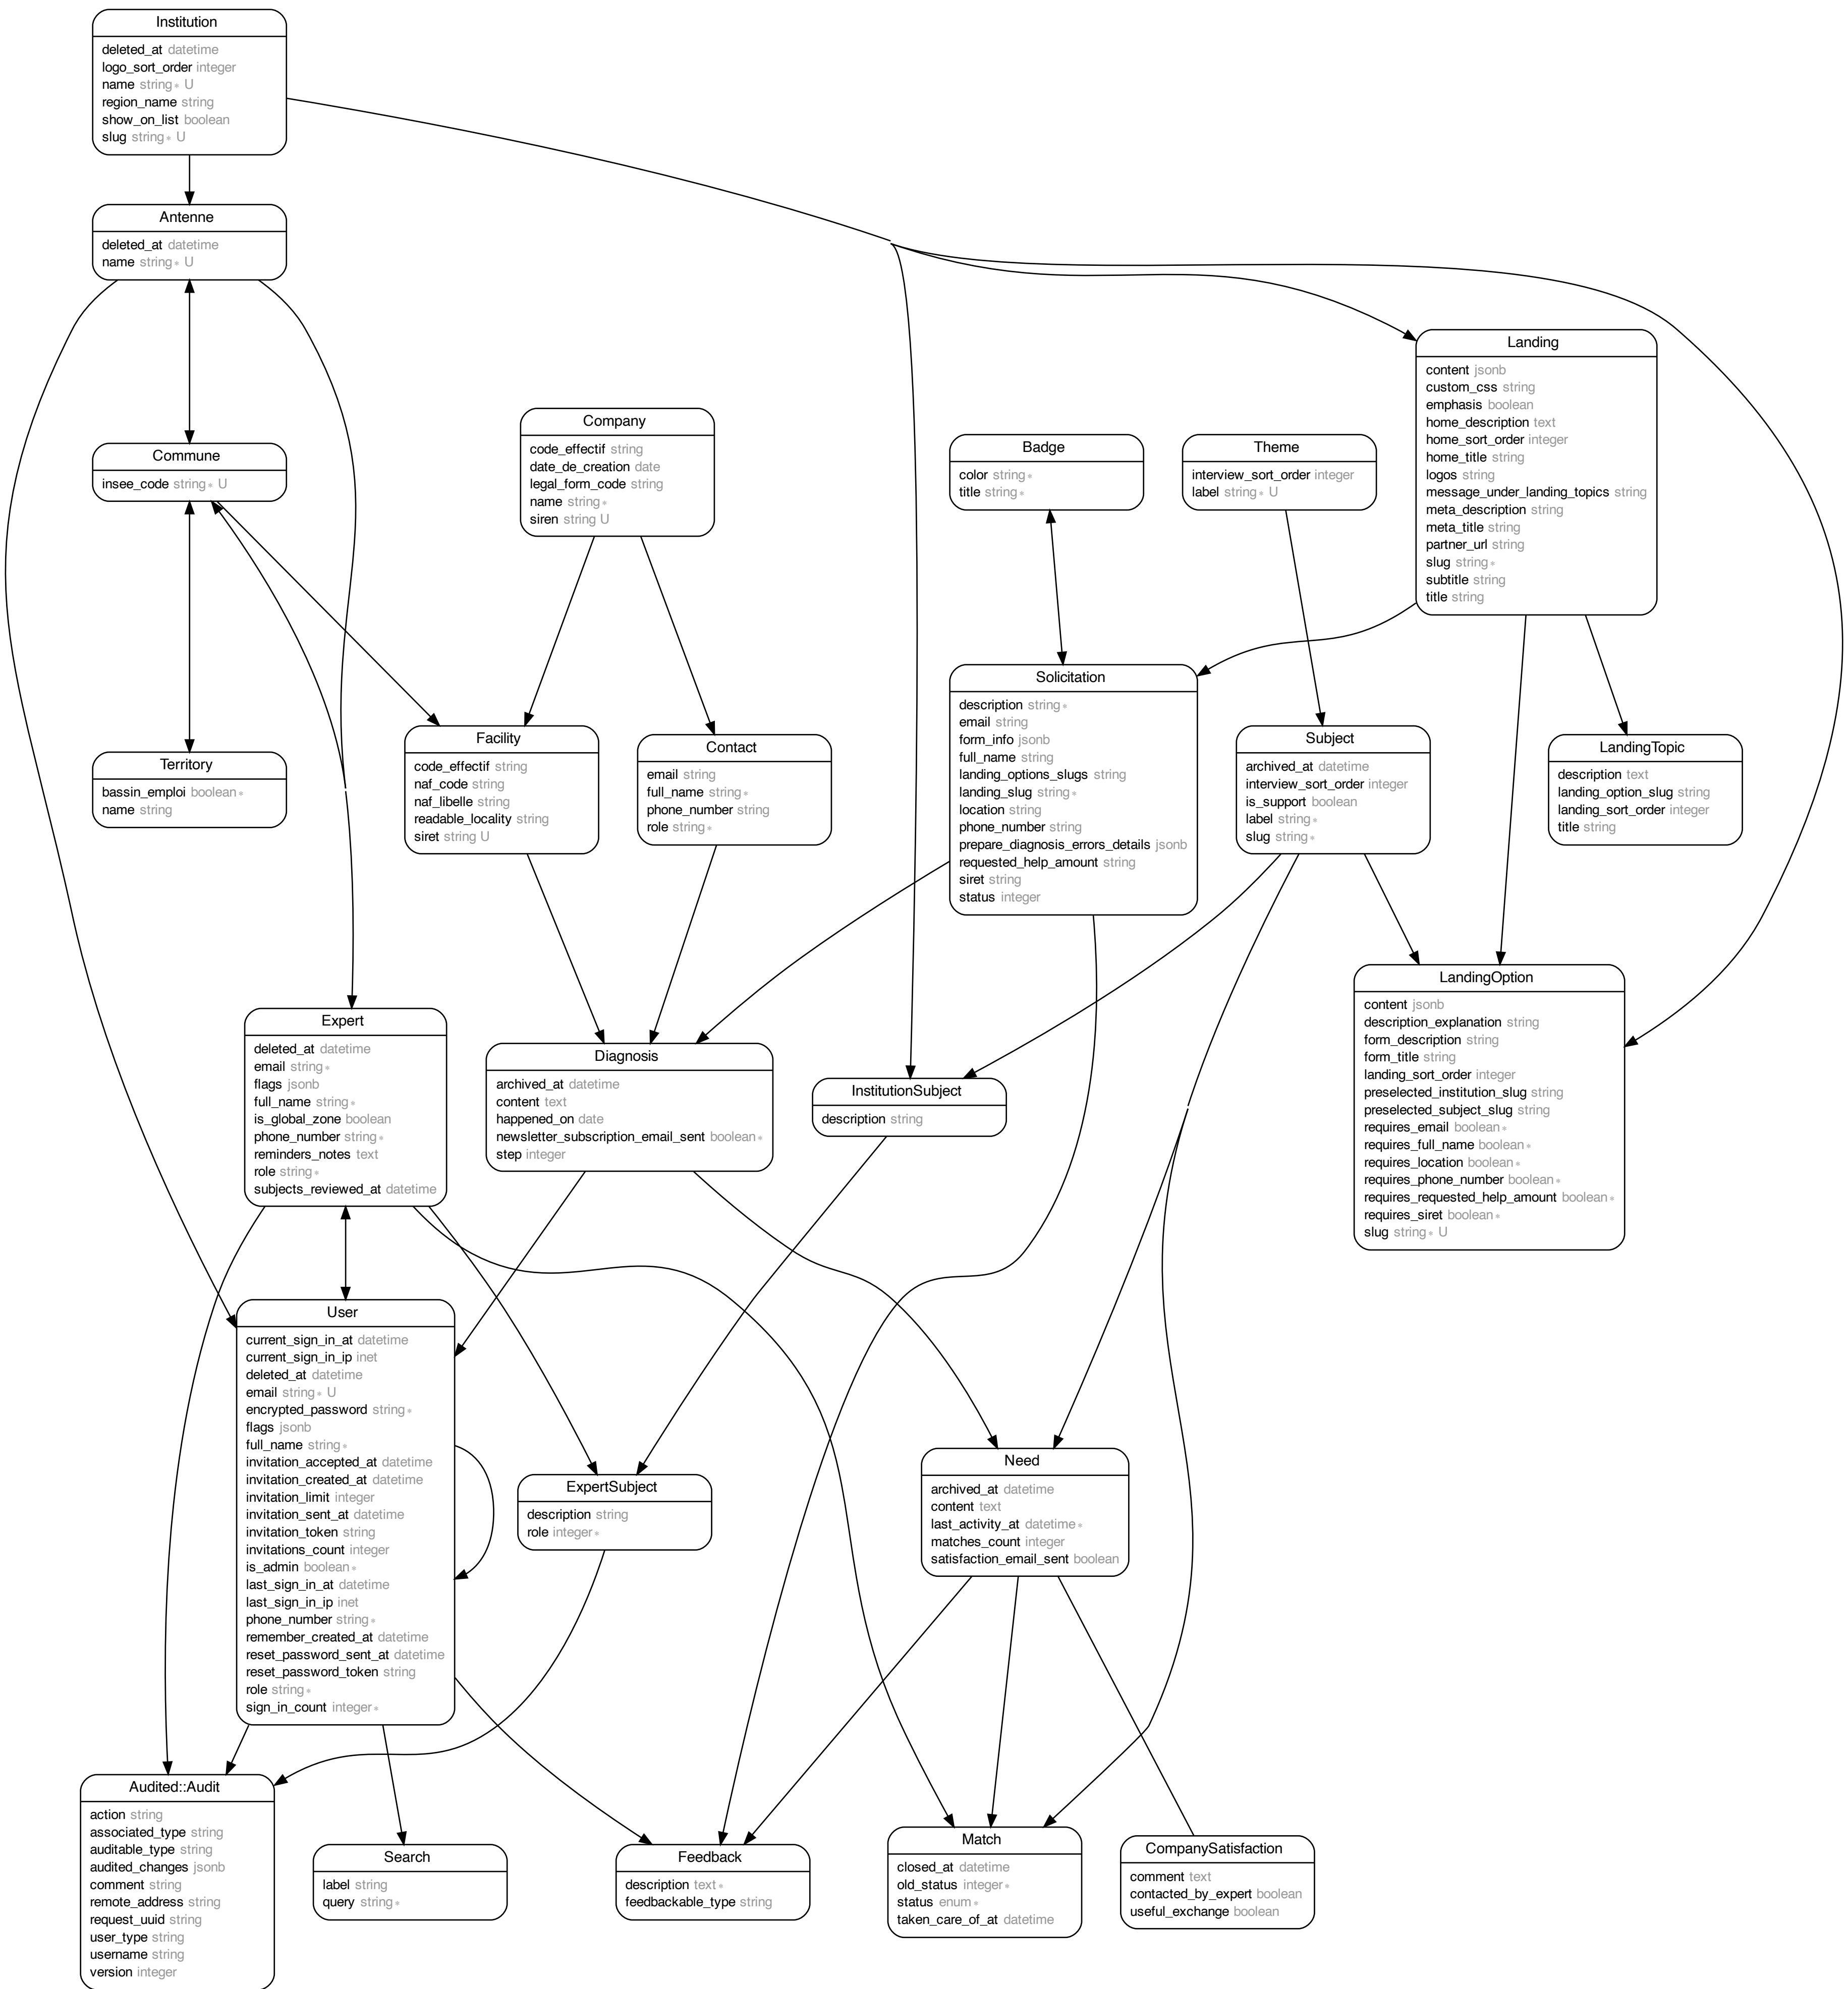 Institution
deleted_at datetime
logo_sort_order integer
name string* U
region_name string
show_on_list boolean
slug string* U
Antenne
deleted_at datetime
name string* U
Landing
content jsonb
custom_css string
emphasis boolean
home_description text
home_sort_order integer
home_title string
logos string
message_under_landing_topics string
meta_description string
meta_title string
partner_url string
slug string*
subtitle string
title string
Company
code_effectif string
date_de_creation date
legal_form_code string
name string*
siren string U
Badge
color string*
title string*
Theme
interview_sort_order integer
label string* U
Commune
insee_code string* U
Solicitation
description string*
email string
form_info jsonb
full_name string
landing_options_slugs string
landing_slug string*
location string
phone_number string
prepare_diagnosis_errors_details jsonb
requested_help_amount string
siret string
status integer
Facility
code_effectif string
naf_code string
naf_libelle string
readable_locality string
siret string U
Contact
email string
full_name string*
phone_number string
role string*
Subject
archived_at datetime
interview_sort_order integer
is_support boolean
label string*
slug string*
LandingTopic
description text
landing_option_slug string
landing_sort_order integer
title string
Territory
bassin_emploi boolean*
name string
LandingOption
content jsonb
description_explanation string
form_description string
form_title string
landing_sort_order integer
preselected_institution_slug string
preselected_subject_slug string
requires_email boolean*
requires_full_name boolean*
requires_location boolean*
requires_phone_number boolean*
requires_requested_help_amount boolean*
requires_siret boolean*
slug string* U
Expert
deleted_at datetime
email string*
flags jsonb
full_name string*
is_global_zone boolean
phone_number string*
reminders_notes text
role string*
subjects_reviewed_at datetime
Diagnosis
archived_at datetime
content text
happened_on date
newsletter_subscription_email_sent boolean*
step integer
InstitutionSubject
description string
User
current_sign_in_at datetime
current_sign_in_ip inet
deleted_at datetime
email string* U
encrypted_password string*
flags jsonb
full_name string*
invitation_accepted_at datetime
invitation_created_at datetime
invitation_limit integer
invitation_sent_at datetime
invitation_token string
invitations_count integer
is_admin boolean*
last_sign_in_at datetime
last_sign_in_ip inet
phone_number string*
remember_created_at datetime
reset_password_sent_at datetime
reset_password_token string
role string*
sign_in_count integer*
ExpertSubject
description string
role integer*
Need
archived_at datetime
content text
last_activity_at datetime*
matches_count integer
satisfaction_email_sent boolean
Audited::Audit
action string
associated_type string
auditable_type string
audited_changes jsonb
comment string
remote_address string
request_uuid string
user_type string
username string
version integer
Search
label string
query string*
Feedback
description text*
feedbackable_type string
Match
closed_at datetime
old_status integer*
status enum*
taken_care_of_at datetime
CompanySatisfaction
comment text
contacted_by_expert boolean
useful_exchange boolean